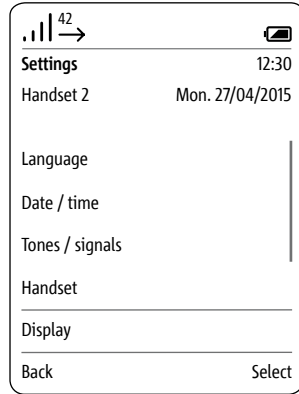 42
Settings 12:30
Handset 2 Mon. 27/04/2015
Language
Date / time
Tones / signals
Handset
Display
Back Select